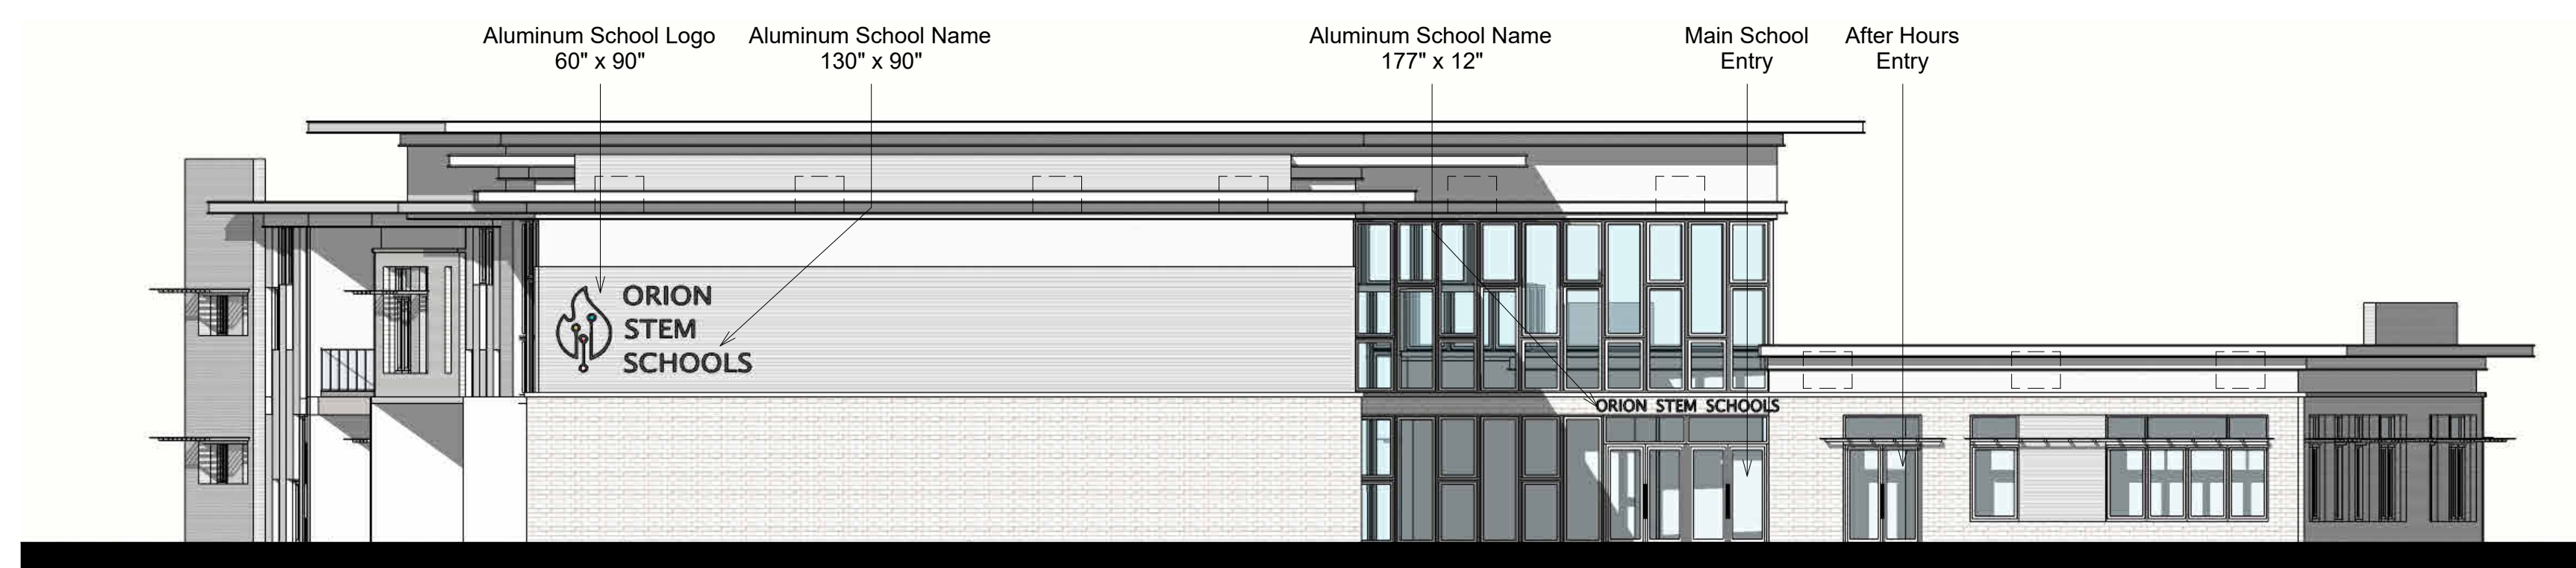 Aluminum School Logo
60" x 90"
Aluminum School Name
130" x 90"
Aluminum School Name
177" x 12"
Main School
Entry
After Hours
Entry
ORION
STEM
SCHOOLS
ORION STEM SCHOOLS